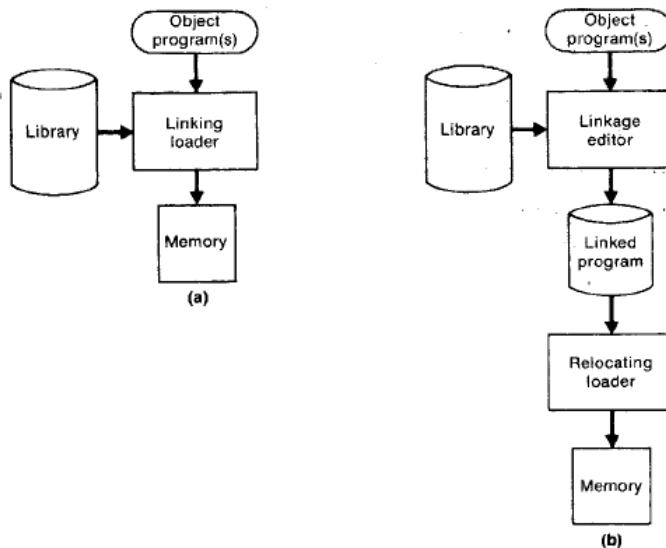 Object
program(s)
Library
Linking
loader
Memory
(a)
Object
program(s)
Library
Linkage
editor
Linked
program
Relocating
loader
Memory
(b)